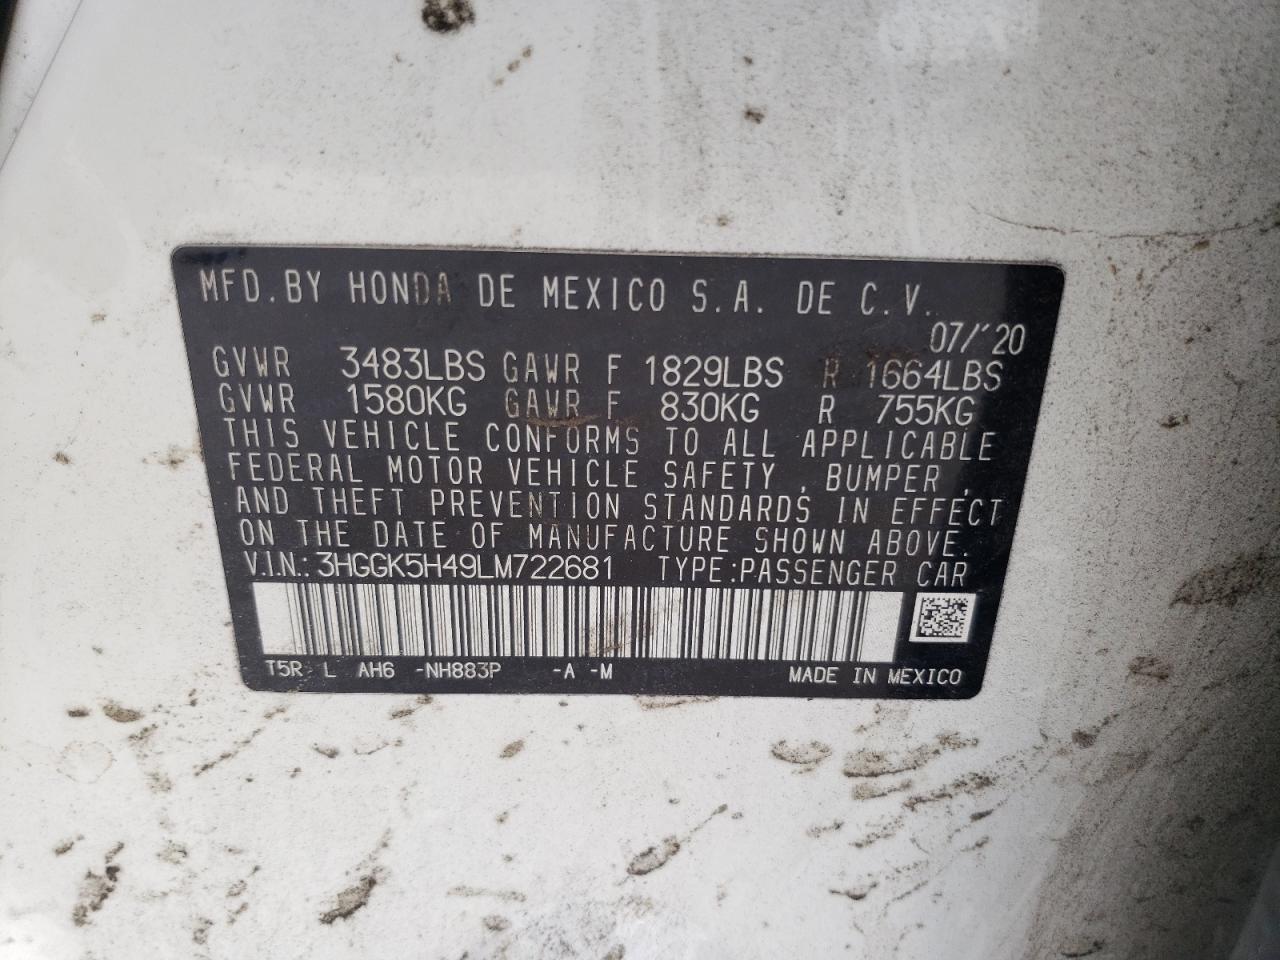 MFD.BY HONDA DE MEXICO S.A. DE C.V.
07/'20
GVWR 3483LBS GAWR F 1829LBS R 1664LBS
GVWR 1580KG GAWR F 830KG R 755KG
THIS VEHICLE CONFORMS TO ALL APPLICABLE
FEDERAL MOTOR VEHICLE SAFETY, BUMPER,
AND THEFT PREVENTION STANDARDS IN EFFECT
ON THE DATE OF MANUFACTURE SHOWN ABOVE.
V.IN.: 3HGGK5H49LM722681 TYPE:PASSENGER CAR
T5R L AH6 -NH883P -A -M MADE IN MEXICO